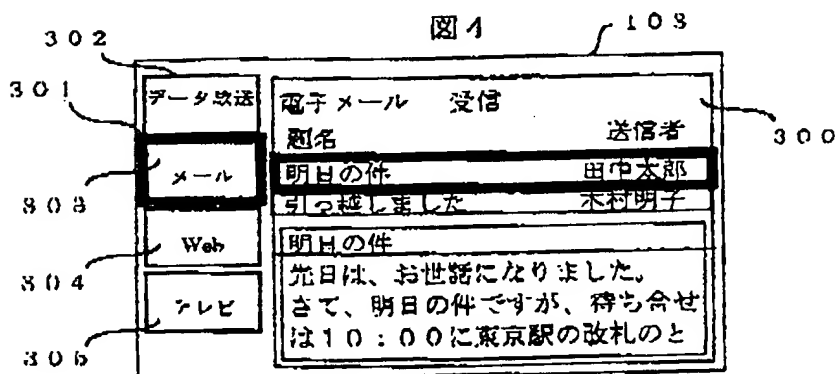 図4
103
302
データ放送
301
電子メール 受信
300
題名 送信者
メール
明日の件 田中太郎
引っ越しました 木村明子
303
Web
明日の件
304
先日は、お世話になりました。
テレビ
さて、明日の件ですが、待ち合せ
は10:00に東京駅の改札のと
305